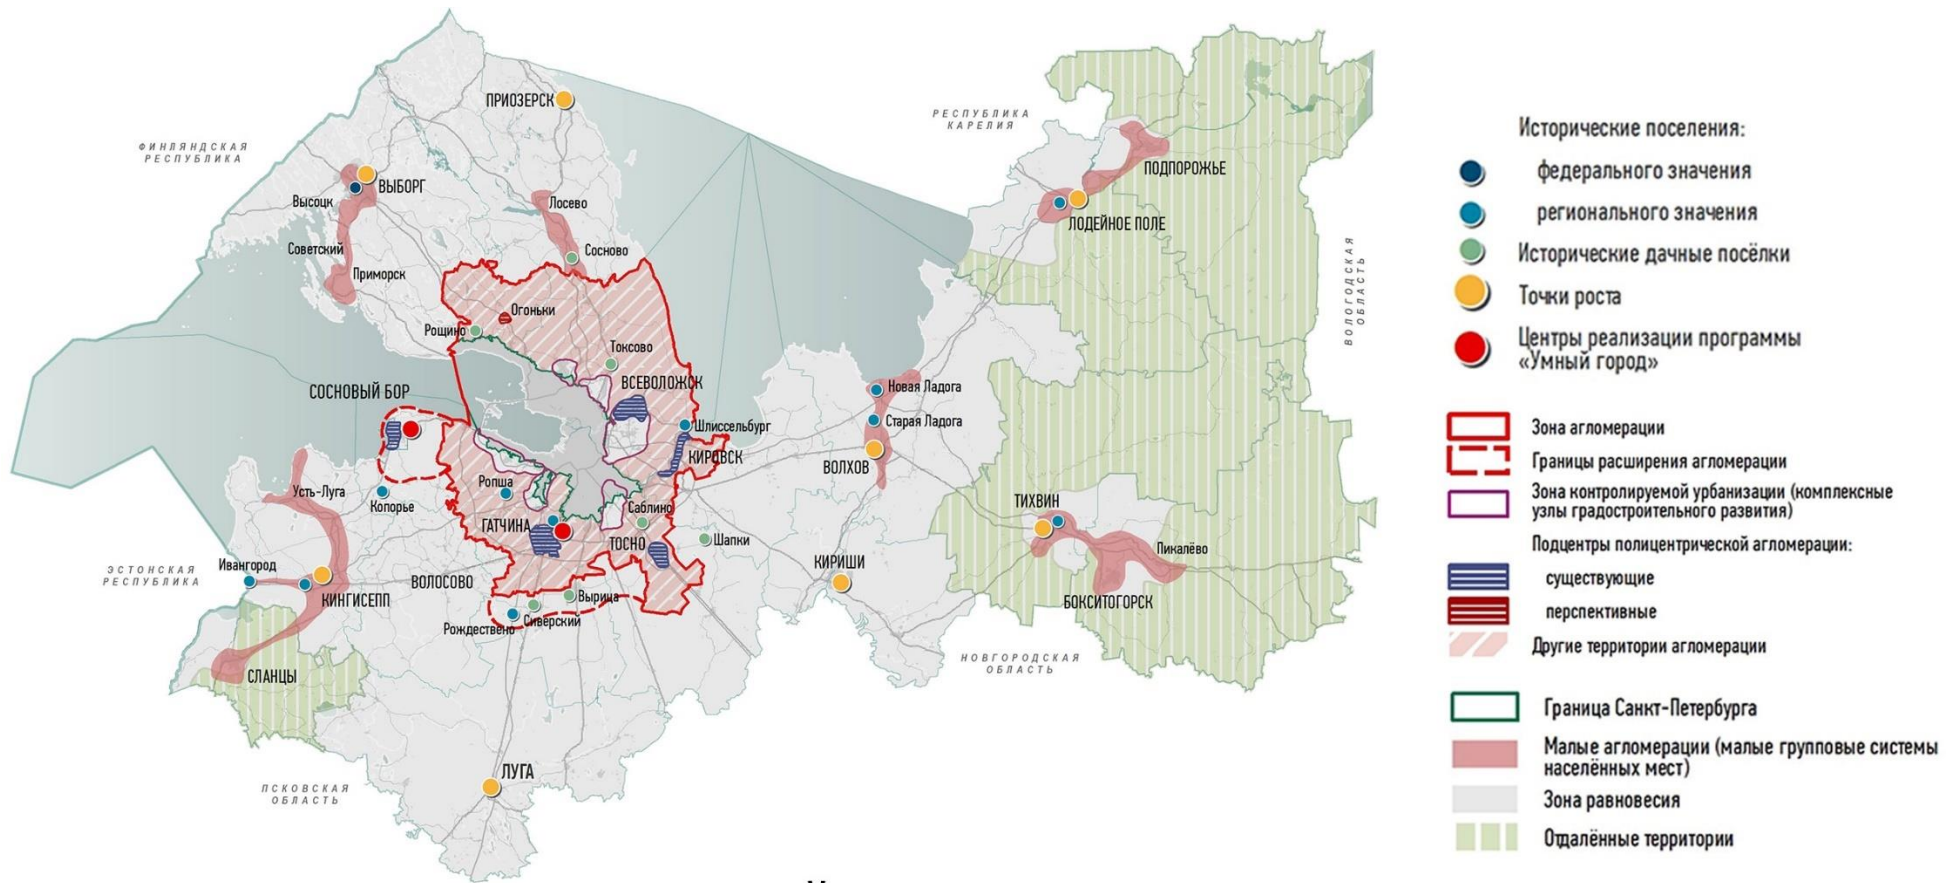 ПРИОЗЕРСК
РЕСПУБЛИКА
КАРЕЛИЯ
ФИНЛЯНДСКАЯ
РЕСПУБЛИКА
ПОДПОРОЖЬЕ
ВЫБОРГ
Высоцк
Лосево
ЛОДЕЙНОЕ ПОЛЕ
Советский
Сосново
Приморск
ВОЛОГОДСКАЯ
ОБЛАСТЬ
Огоньки
Рощино
Токсово
ВСЕВОЛОЖСК
СОСНОВЫЙ БОР
Новая Ладога
Старая Ладога
Шлиссельбург
КИРОВСК
ВОЛХОВ
Ропша
Усть-Луга
Копорье
Саблино
ТИХВИН
ГАТЧИНА
ТОСНО
Шапки
Пикалёво
КИРИШИ
Ивангород
ЭСТОНСКАЯ
РЕСПУБЛИКА
ВОЛОСОВО
КИНГИСЕПП
Вырица
БОКСИТОГОРСК
Сиверский
Рождествено
НОВГОРОДСКАЯ
ОБЛАСТЬ
СЛАНЦЫ
ЛУГА
ПСКОВСКАЯ
ОБЛАСТЬ
Исторические поселения:
федерального значения
регионального значения
Исторические дачные посёлки
Точки роста
Центры реализации программы
«Умный город»
Зона агломерации
Границы расширения агломерации
Зона контролируемой урбанизации (комплексные
узлы градостроительного развития)
Подцентры полицентрической агломерации:
существующие
перспективные
Другие территории агломерации
Граница Санкт-Петербурга
Малые агломерации (малые групповые системы
населённых мест)
Зона равновесия
Отдалённые территории